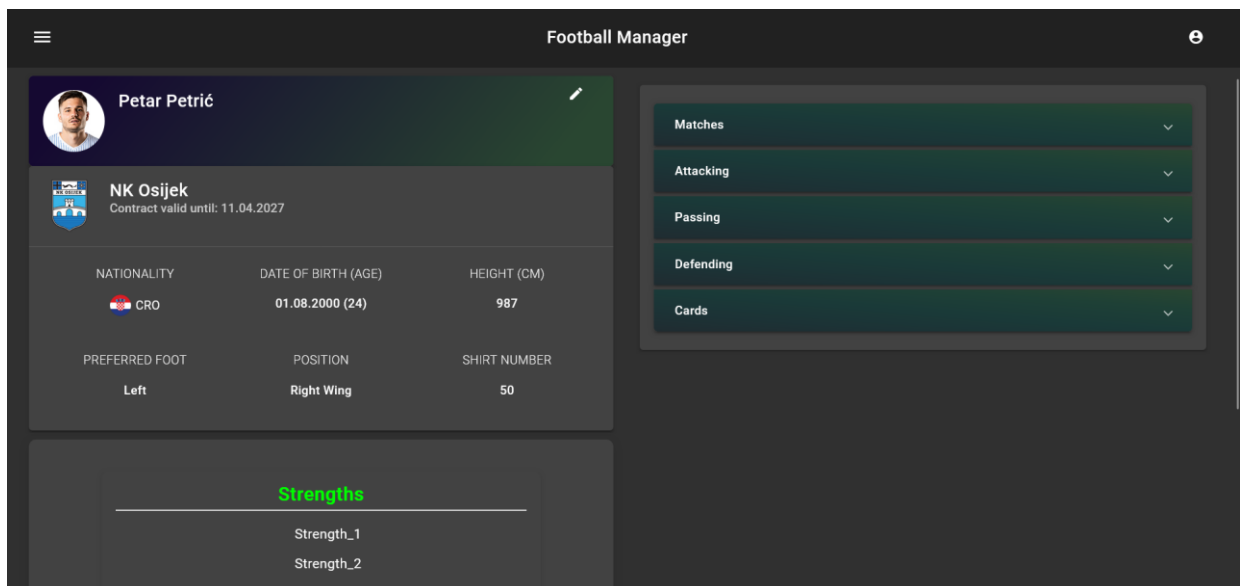 Football Manager
Petar Petrić
NK OSIJEK
NK Osijek
Contract valid until: 11.04.2027
NATIONALITY
DATE OF BIRTH (AGE)
HEIGHT (CM)
CRO
01.08.2000 (24)
987
PREFERRED FOOT
POSITION
SHIRT NUMBER
Left
Right Wing
50
Strengths
Strength_1
Strength_2
Matches
Attacking
Passing
Defending
Cards